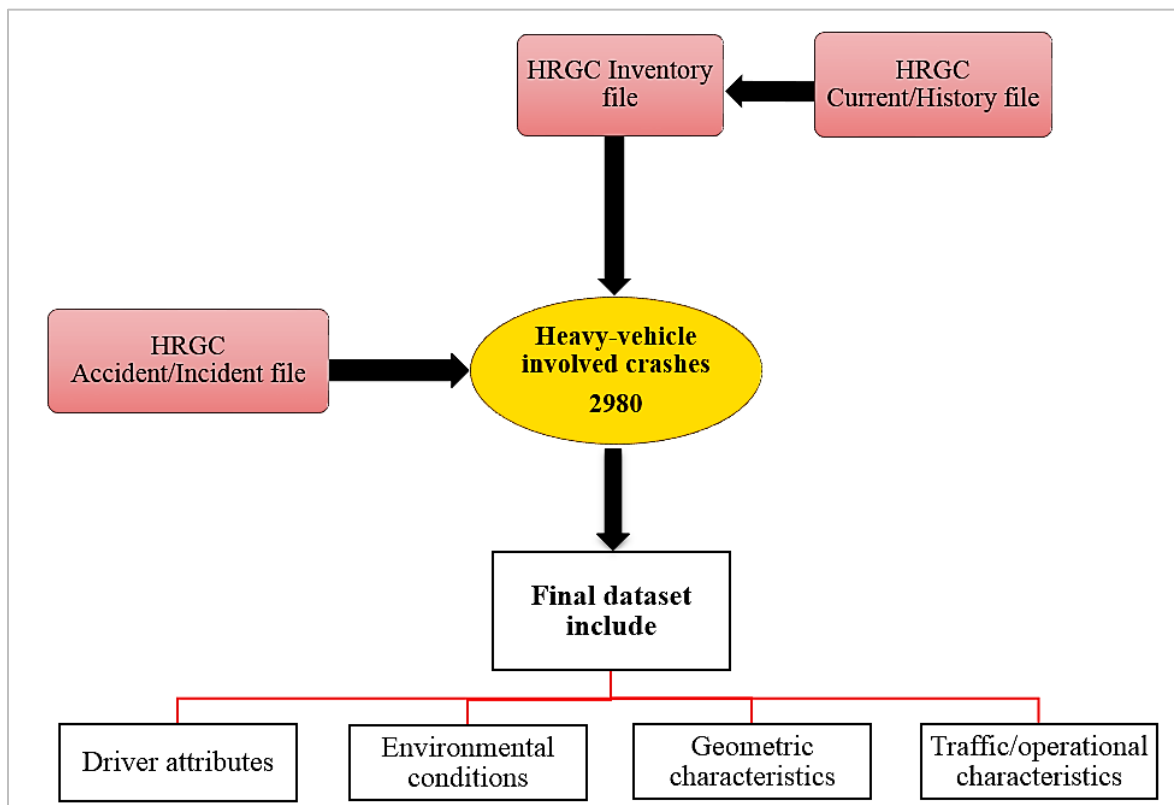 HRGC Inventory
file
HRGC
Current/History file
HRGC
Accident/Incident file
Heavy-vehicle
involved crashes
2980
Final dataset
include
Driver attributes
Environmental
conditions
Geometric
characteristics
Traffic/operational
characteristics